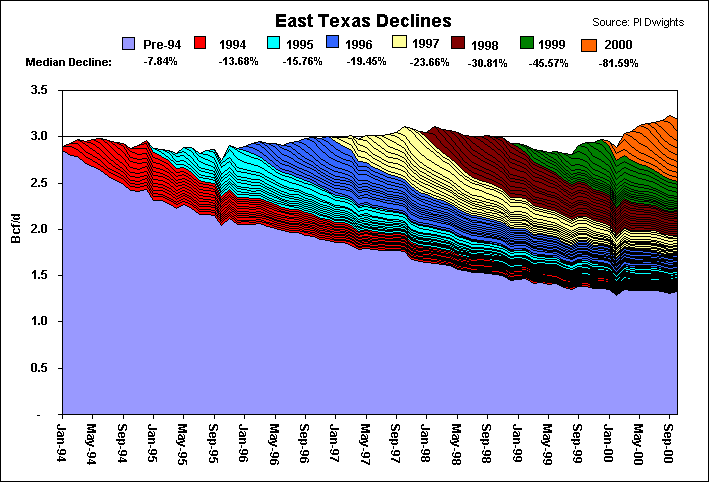 East Texas Declines
Source: PI Dwights
Pre-94 1994 1995 1996 1997 1998 1999 2000
Median Decline: -7.84% -13.68% -15.76% -19.45% -23.66% -30.81% -45.57% -81.59%
3.5
3.0
2.5
2.0
1.5
1.0
0.5
-
Bcf/d
Jan-94 May-94 Sep-94 Jan-95 May-95 Sep-95 Jan-96 May-96 Sep-96 Jan-97 May-97 Sep-97 Jan-98 May-98 Sep-98 Jan-99 May-99 Sep-99 Jan-00 May-00 Sep-00